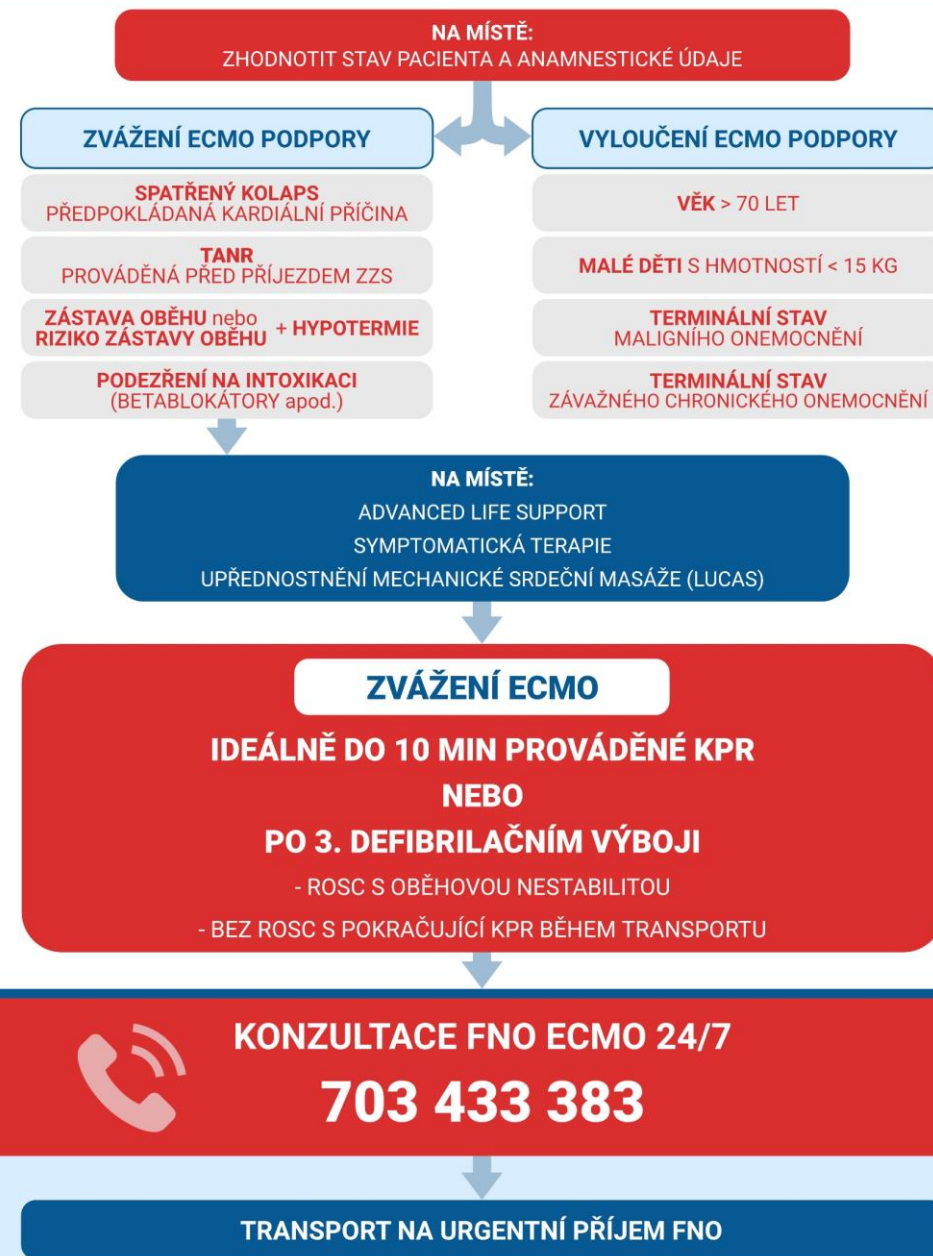 NA MÍSTĚ:
ZHODNOTIT STAV PACIENTA A ANAMNESTICKÉ ÚDAJE
ZVÁŽENÍ ECMO PODPORY
SPATŘENÝ KOLAPS
PŘEDPOKLÁDANÁ KARDIÁLNÍ PŘÍČINA
TANR
PROVÁDĚNÁ PŘED PŘÍJEZDEM ZZS
ZÁSTAVA OBĚHU nebo
RIZIKO ZÁSTAVY OBĚHU + HYPOTERMIE
PODEZŘENÍ NA INTOXIKACI
(BETABLOKÁTORY apod.)
VYLOUČENÍ ECMO PODPORY
VĚK > 70 LET
MALÉ DĚTI S HMOTNOSTÍ < 15 KG
TERMINÁLNÍ STAV
MALIGNÍHO ONEMOCNĚNÍ
TERMINÁLNÍ STAV
ZÁVAŽNÉHO CHRONICKÉHO ONEMOCNĚNÍ
NA MÍSTĚ:
ADVANCED LIFE SUPPORT
SYMPTOMATICKÁ TERAPIE
UPŘEDNOSTNĚNÍ MECHANICKÉ SRDEČNÍ MASÁŽE (LUCAS)
ZVÁŽENÍ ECMO
IDEÁLNĚ DO 10 MIN PROVÁDĚNÉ KPR
NEBO
PO 3. DEFIBRILAČNÍM VÝBOJI
- ROSC S OBĚHOVOU NESTABILITOU
- BEZ ROSC S POKRAČUJÍCÍ KPR BĚHEM TRANSPORTU
KONZULTACE FNO ECMO 24/7
703 433 383
TRANSPORT NA URGENTNÍ PŘÍJEM FNO